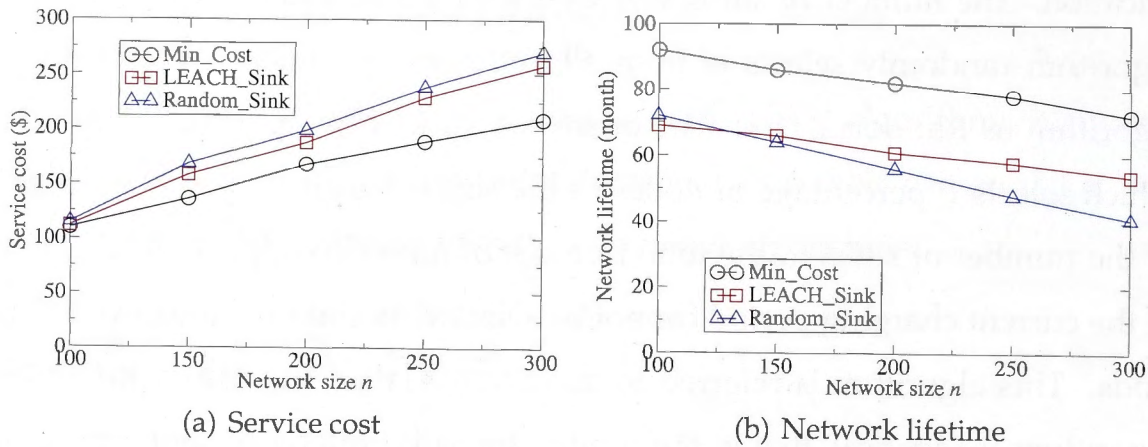 300
250
200
150
100
50
0
Service cost ($)
Min_Cost
LEACH_Sink
Random_Sink
100 150 200 250 300
Network size n
(a) Service cost
100
80
60
40
20
0
Network lifetime (month)
Min_Cost
LEACH_Sink
Random_Sink
100 150 200 250 300
Network size n
(b) Network lifetime